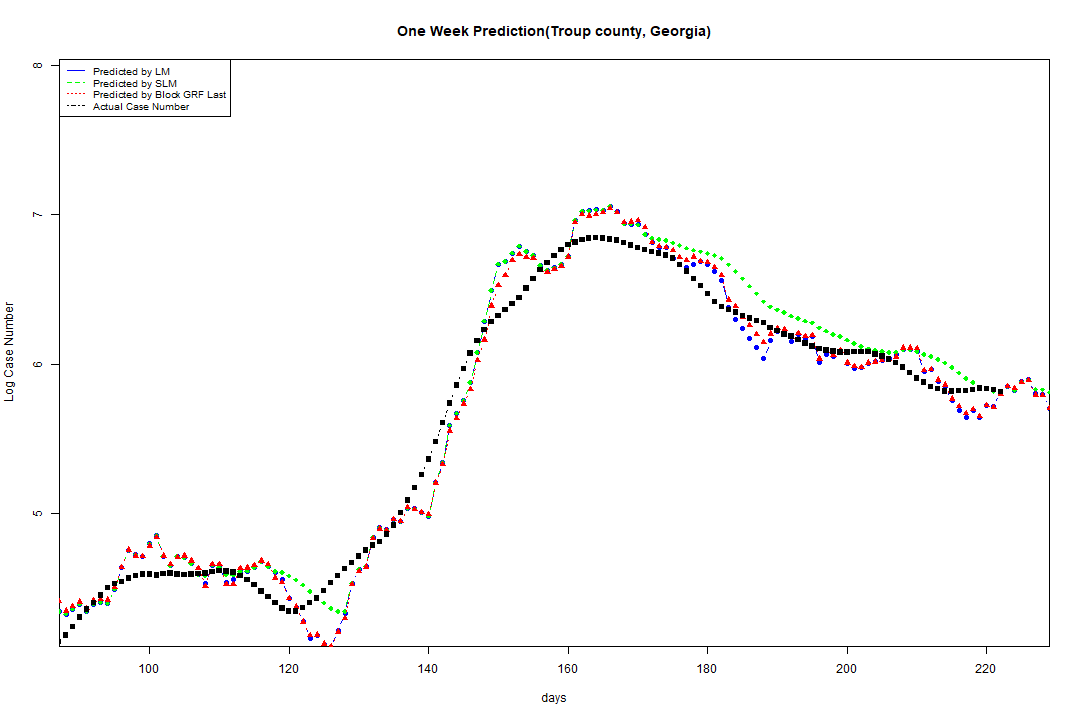 One Week Prediction(Troup county, Georgia)
Predicted by LM
Predicted by SLM
Predicted by Block GRF Last
Actual Case Number
8
7
6
5
Log Case Number
100 120 140 160 180 200 220
days